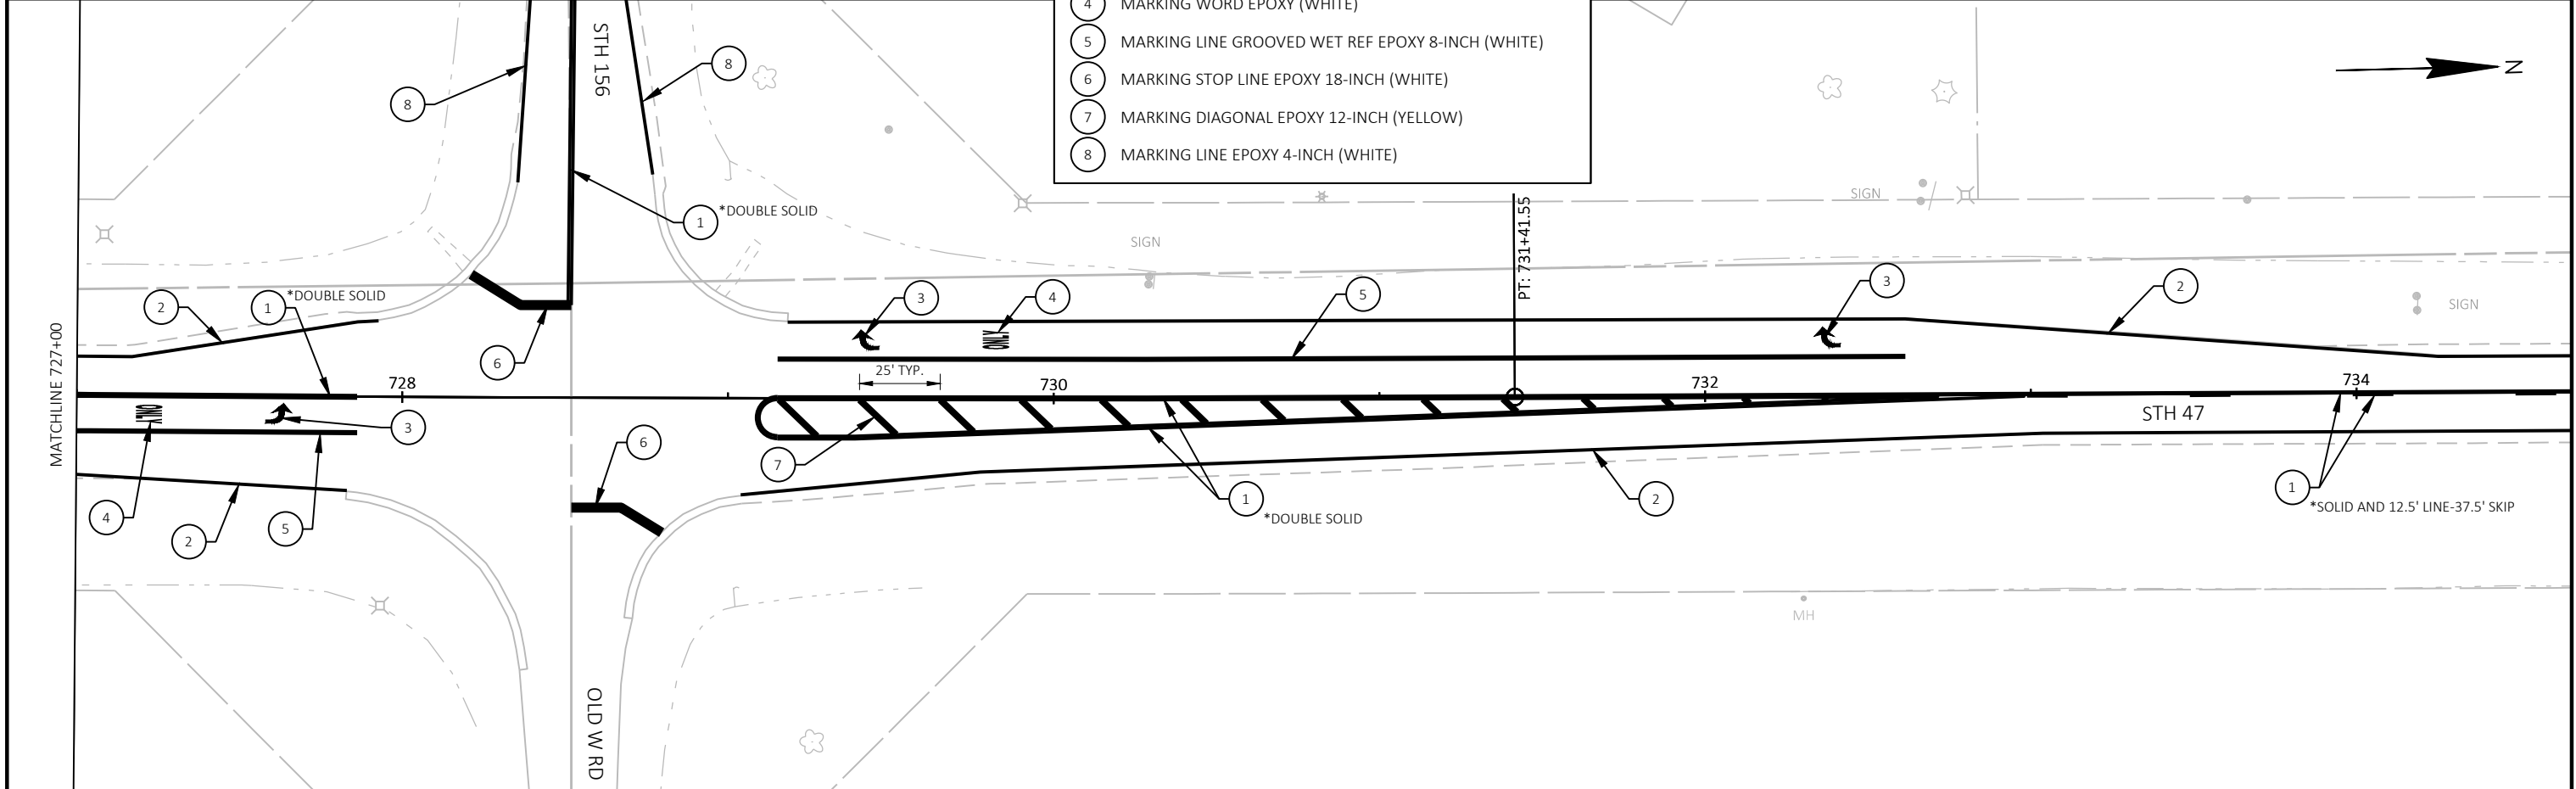 4 MARKING WORD EPOXY (WHITE)
5 MARKING LINE GROOVED WET REF EPOXY 8-INCH (WHITE)
6 MARKING STOP LINE EPOXY 18-INCH (WHITE)
7 MARKING DIAGONAL EPOXY 12-INCH (YELLOW)
8 MARKING LINE EPOXY 4-INCH (WHITE)
N
STH 156
8
8
1 *DOUBLE SOLID
SIGN
SIGN
PT: 731+41.55
MATCHLINE 727+00
2
1 *DOUBLE SOLID
6
3
4
5
3
2
SIGN
ONLY
25' TYP.
728
730
732
734
STH 47
ONLY
3
6
7
4
2
5
1 *DOUBLE SOLID
2
1 *SOLID AND 12.5' LINE-37.5' SKIP
MH
OLD W RD